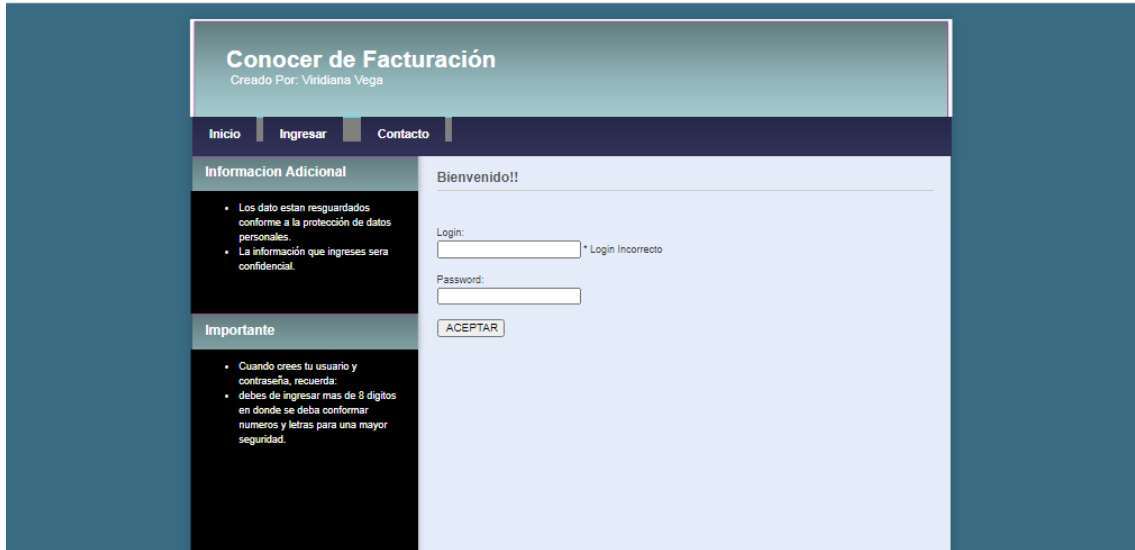 Conocer de Facturación
Creado Por: Viridiana Vega
Inicio Ingresar Contacto
Informacion Adicional
Los dato estan resguardados
conforme a la protección de datos
personales.
La información que ingreses sera
confidencial.
Importante
Cuando crees tu usuario y
contraseña, recuerda:
debes de ingresar mas de 8 digitos
en donde se deba conformar
numeros y letras para una mayor
seguridad.
Bienvenido!!
Login:
* Login Incorrecto
Password:
ACEPTAR